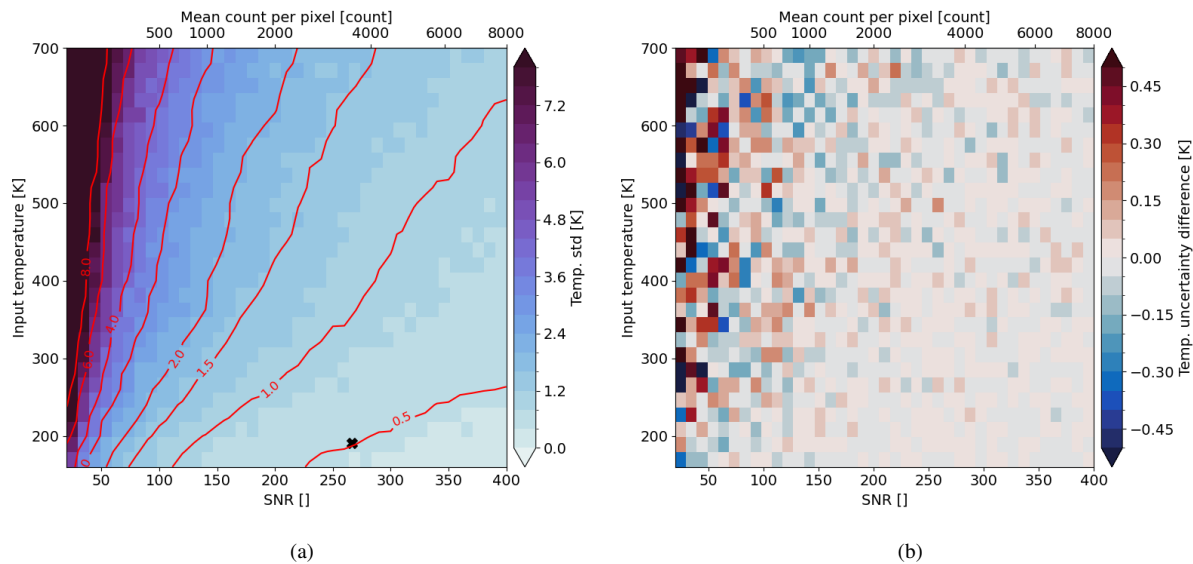 Mean count per pixel [count]
500 1000 2000 4000 6000 8000
700
600
500
400
300
200
Input temperature [K]
50 100 150 200 250 300 350 400
SNR []
8.0
6.0
4.0
2.0
1.5
1.0
0.5
7.2
6.0
4.8
3.6
2.4
1.2
0.0
Temp. std [K]
(a)
Mean count per pixel [count]
500 1000 2000 4000 6000 8000
700
600
500
400
300
200
Input temperature [K]
50 100 150 200 250 300 350 400
SNR []
0.45
0.30
0.15
0.00
−0.15
−0.30
−0.45
Temp. uncertainty difference [K]
(b)